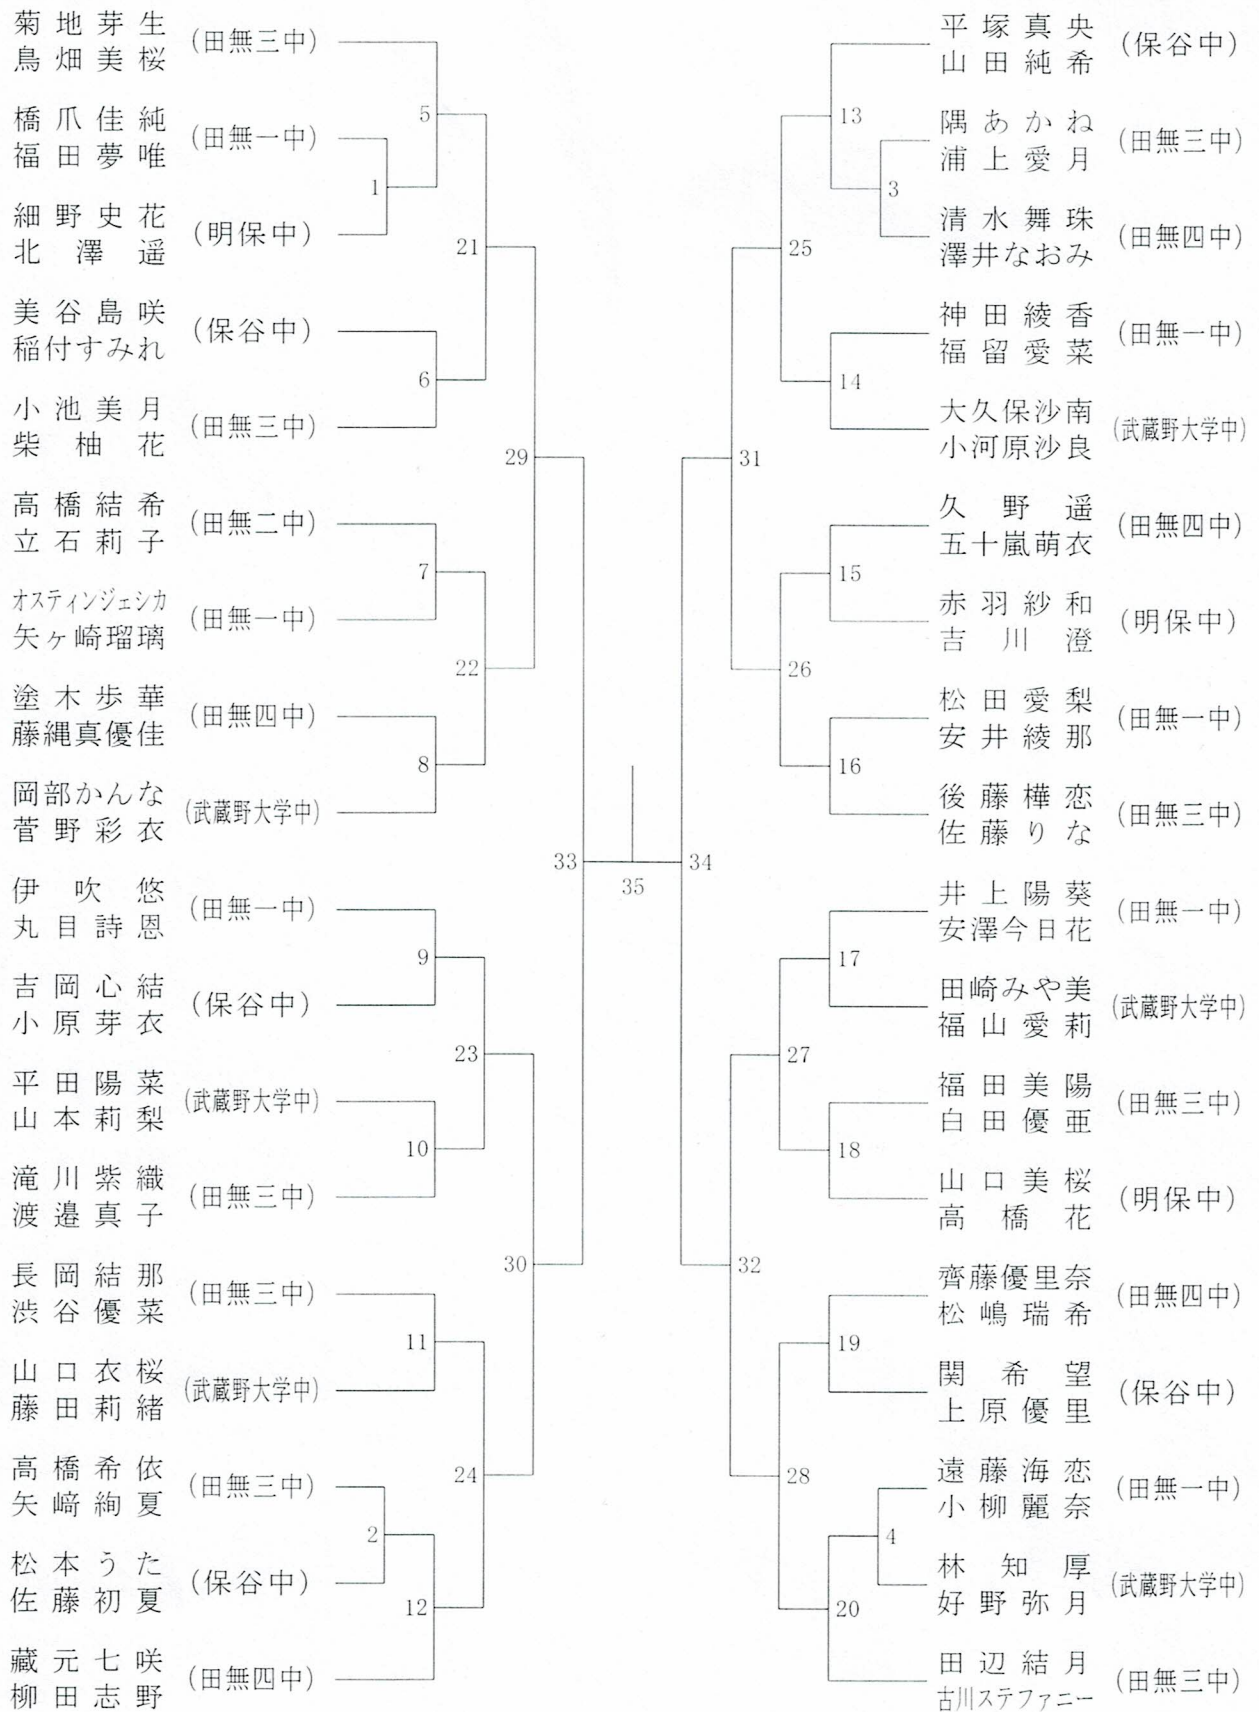 菊地芽生
鳥畑美桜
(田無三中)
橋爪佳純
福田夢唯
(田無一中)
細野史花
北澤遥
(明保中)
美谷島咲
稲付すみれ
(保谷中)
小池美月
柴柚花
(田無三中)
高橋結希
立石莉子
(田無二中)
オスティンジェシカ
矢ヶ崎瑠璃
(田無一中)
塗木歩華
藤縄真優佳
(田無四中)
岡部かんな
菅野彩衣
(武蔵野大学中)
伊吹悠
丸目詩恩
(田無一中)
吉岡心結
小原芽衣
(保谷中)
平田陽菜
山本莉梨
(武蔵野大学中)
滝川紫織
渡邉真子
(田無三中)
長岡結那
渋谷優菜
(田無三中)
山口衣桜
藤田莉緒
(武蔵野大学中)
高橋希依
矢﨑絢夏
(田無三中)
松本うた
佐藤初夏
(保谷中)
藏元七咲
柳田志野
(田無四中)
1
2
5
6
7
8
9
10
11
12
21
22
23
24
29
30
33
35
34
31
32
25
26
27
28
13
14
15
16
17
18
19
20
3
4
平塚真央
山田純希
(保谷中)
隅あかね
浦上愛月
(田無三中)
清水舞珠
澤井なおみ
(田無四中)
神田綾香
福留愛菜
(田無一中)
大久保沙南
小河原沙良
(武蔵野大学中)
久野遥
五十嵐萌衣
(田無四中)
赤羽紗和
吉川澄
(明保中)
松田愛梨
安井綾那
(田無一中)
後藤樺恋
佐藤りな
(田無三中)
井上陽葵
安澤今日花
(田無一中)
田崎みや美
福山愛莉
(武蔵野大学中)
福田美陽
白田優亜
(田無三中)
山口美桜
高橋花
(明保中)
齊藤優里奈
松嶋瑞希
(田無四中)
関希望
上原優里
(保谷中)
遠藤海恋
小柳麗奈
(田無一中)
林知厚
好野弥月
(武蔵野大学中)
田辺結月
古川ステファニー
(田無三中)